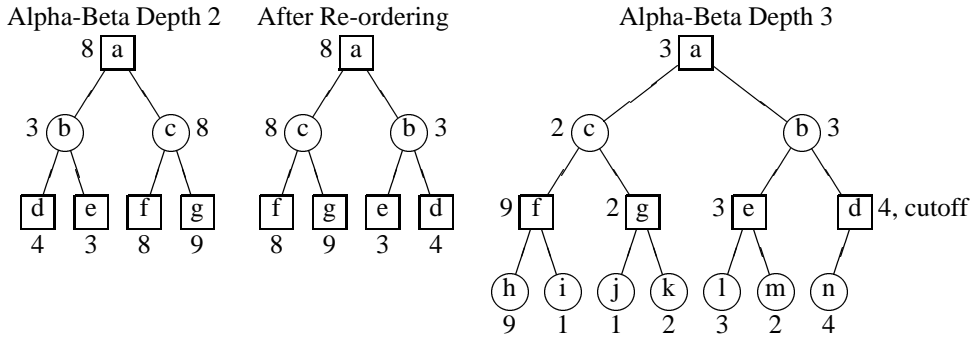 Alpha-Beta Depth 2 After Re-ordering Alpha-Beta Depth 3
8 a 8 a 3 a
3 b c 8 8 c b 3 2 c b 3
d e f g f g e d 9 f 2 g 3 e d 4, cutoff
4 3 8 9 8 9 3 4
h i j k l m n
9 1 1 2 3 2 4